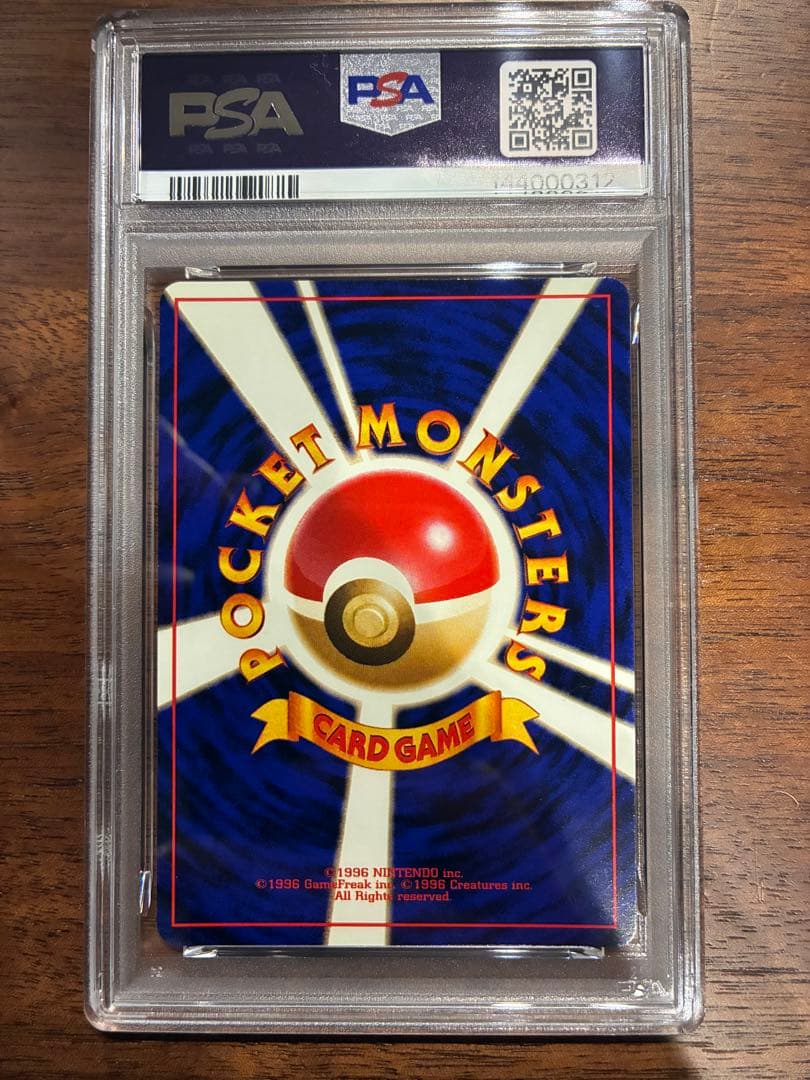 PSA
PSA
144000312
POCKET MONSTERS
CARD GAME
©1996 NINTENDO inc.
©1996 GameFreak inc. ©1996 Creatures inc.
All Rights reserved.
PSA